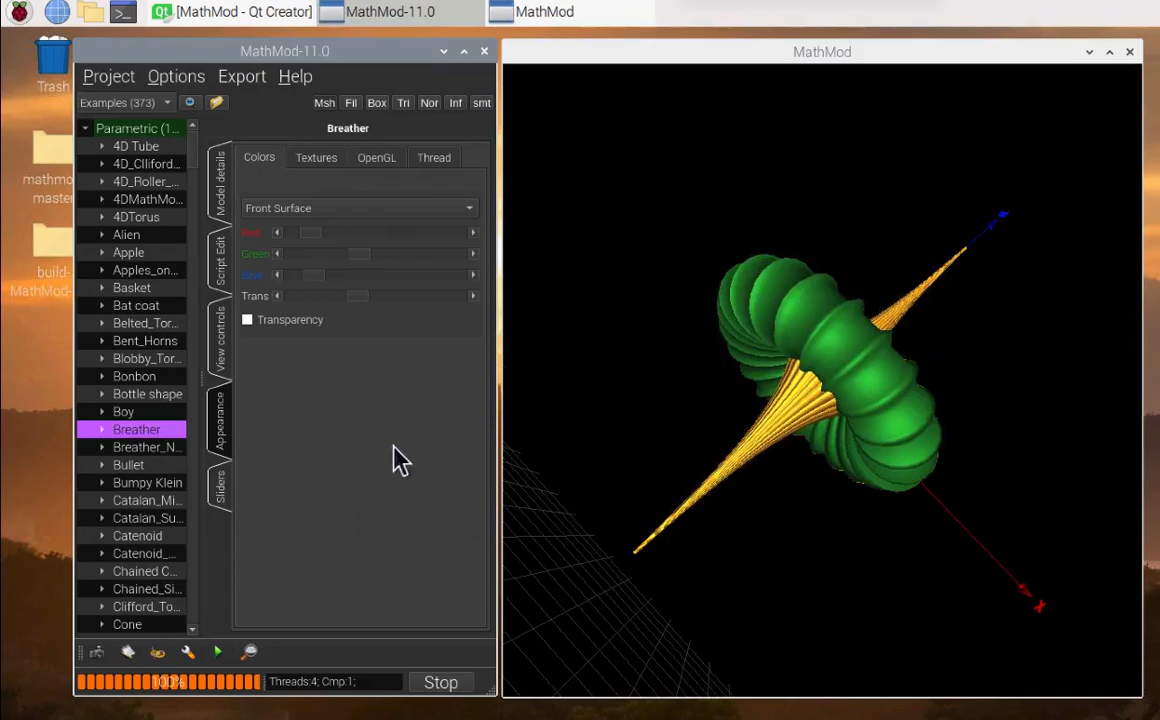 [MathMod - Qt Creator] MathMod-11.0 MathMod
Trash
mathmo
master
build-
MathMod-
MathMod-11.0
Project Options Export Help
Examples (373) Msh Fil Box Tri Nor Inf smt
Breather
Parametric (1...
4D Tube
4D_Clliford...
4D_Roller_...
4DMathMo...
4DTorus
Alien
Apple
Apples_on...
Basket
Bat coat
Belted_Tor...
Bent_Horns
Blobby_Tor...
Bonbon
Bottle shape
Boy
Breather
Breather_N...
Bullet
Bumpy Klein
Catalan_Mi...
Catalan_Su...
Catenoid
Catenoid_...
Chained C...
Chained_Si...
Clifford_To...
Cone
Model details
Script Edit
View controls
Appearance
Sliders
Colors Textures OpenGL Thread
Front Surface
Red
Green
Blue
Trans
Transparency
100% Threads:4; Cmp:1; Stop
MathMod
X